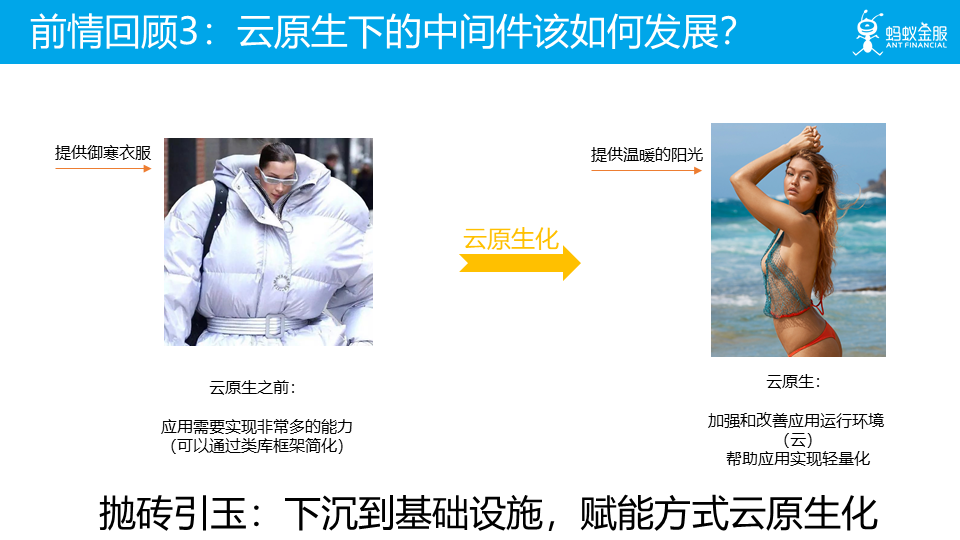 前情回顾3：云原生下的中间件该如何发展？
蚂蚁金服
ANT FINANCIAL
提供御寒衣服
提供温暖的阳光
云原生化
云原生之前：
应用需要实现非常多的能力
（可以通过类库框架简化）
云原生：
加强和改善应用运行环境
（云）
帮助应用实现轻量化
抛砖引玉：下沉到基础设施，赋能方式云原生化